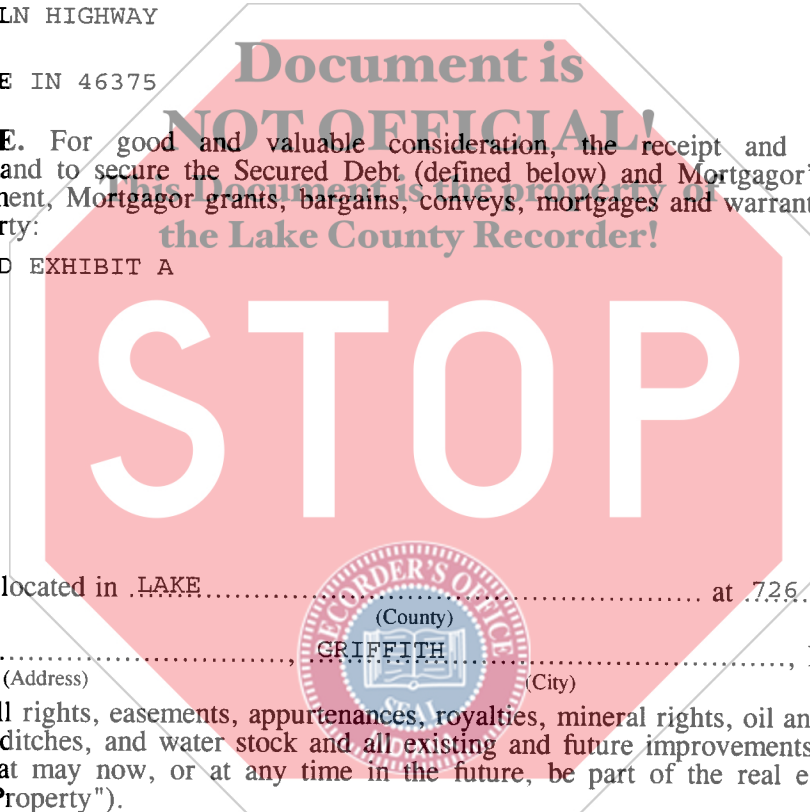 LN HIGHWAY
Document is
E IN 46375
NOT OFFICIAL!
E. For good and valuable consideration, the receipt and
and to secure the Secured Debt (defined below) and Mortgagor'
This Document is the property of
ment, Mortgagor grants, bargains, conveys, mortgages and warrant
rty:
the Lake County Recorder!
D EXHIBIT A
STOP
located in LAKE at 726
(County)
RECORDER'S OFFICE
GRIFFITH ,
(Address) (City)
SEAL
ll rights, easements, appurtenances, royalties, mineral rights, oil an
ditches, and water stock and all existing and future improvements
at may now, or at any time in the future, be part of the real e
Property").